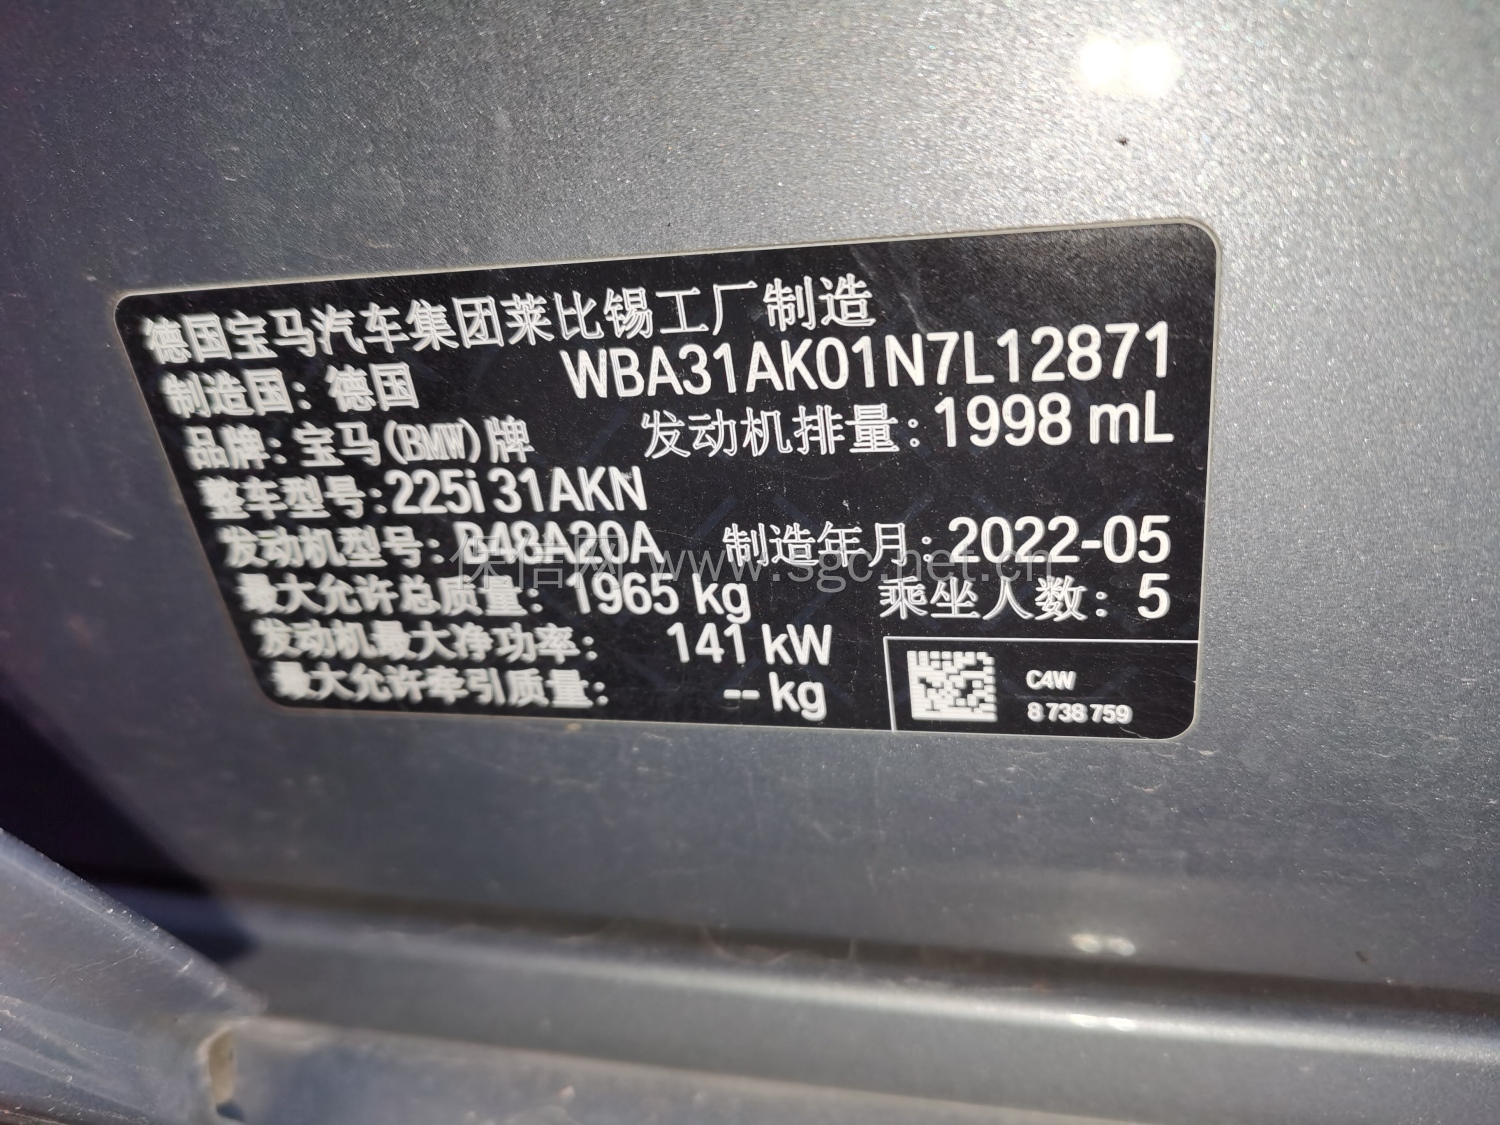 德国宝马汽车集团莱比锡工厂制造
制造国：德国 WBA31AK01N7L12871
品牌：宝马(BMW)牌 发动机排量：1998 mL
整车型号：225i 31AKN
发动机型号：B48A20A 制造年月：2022-05
最大允许总质量：1965 kg 乘坐人数：5
发动机最大净功率：141 kW
最大允许牵引质量：-- kg
C4W
8 738 759
保信网 www.sgc.net.cn